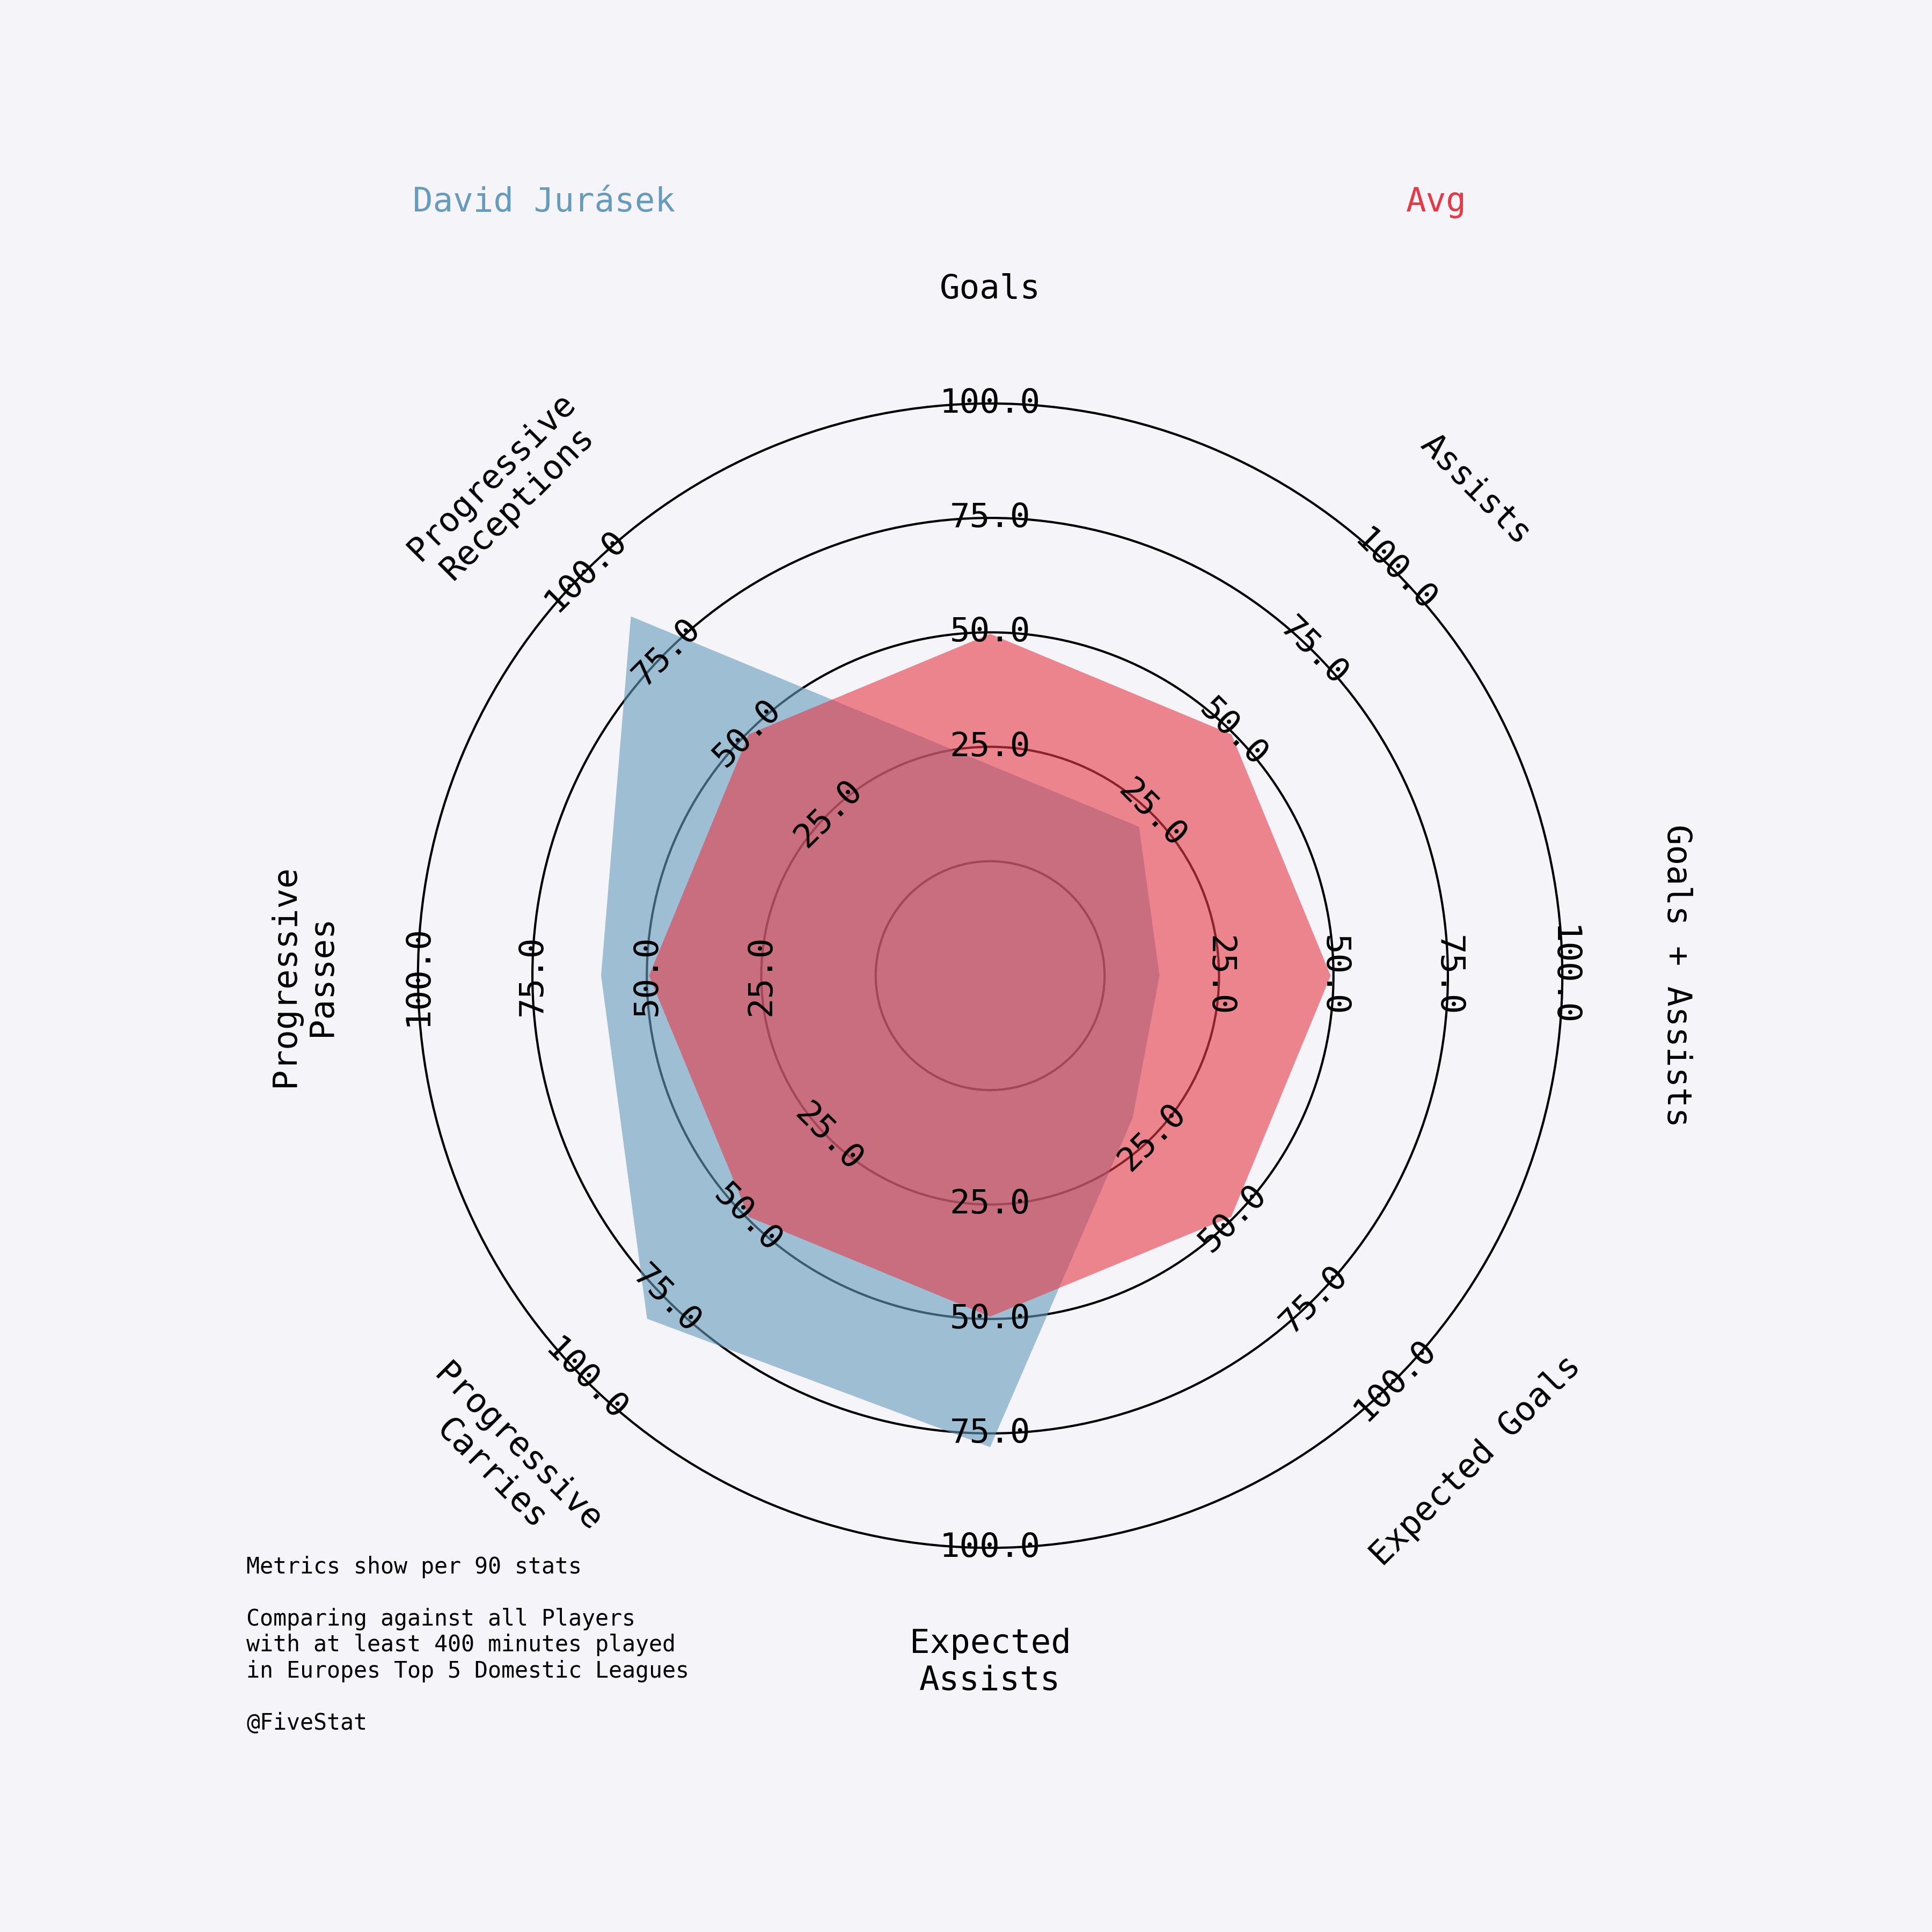 David Jurásek
Avg
Goals
Assists
Goals + Assists
Expected Goals
Expected
Assists
Progressive
Carries
Progressive
Passes
Progressive
Receptions
25.0
50.0
75.0
100.0
25.0
50.0
75.0
100.0
25.0
50.0
75.0
100.0
25.0
50.0
75.0
100.0
25.0
50.0
75.0
100.0
25.0
50.0
75.0
100.0
25.0
50.0
75.0
100.0
25.0
50.0
75.0
100.0
Metrics show per 90 stats
Comparing against all Players
with at least 400 minutes played
in Europes Top 5 Domestic Leagues
@FiveStat